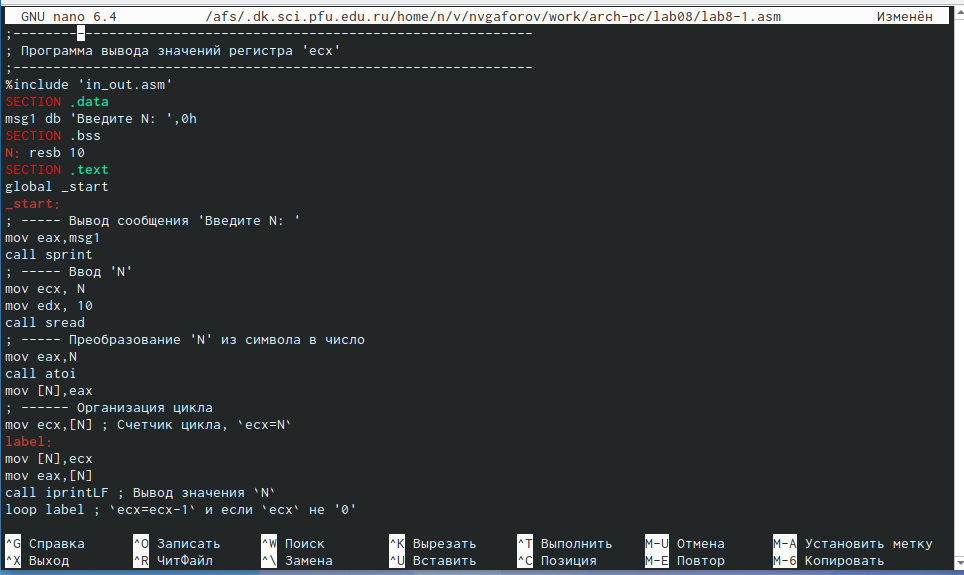 GNU nano 6.4 /afs/.dk.sci.pfu.edu.ru/home/n/v/nvgaforov/work/arch-pc/lab08/lab8-1.asm Изменён
;-----------------------------------------------------------------
; Программа вывода значений регистра 'ecx'
;-----------------------------------------------------------------
%include 'in_out.asm'
SECTION .data
msg1 db 'Введите N: ',0h
SECTION .bss
N: resb 10
SECTION .text
global _start
_start:
; ----- Вывод сообщения 'Введите N: '
mov eax,msg1
call sprint
; ----- Ввод 'N'
mov ecx, N
mov edx, 10
call sread
; ----- Преобразование 'N' из символа в число
mov eax,N
call atoi
mov [N],eax
; ------ Организация цикла
mov ecx,[N] ; Счетчик цикла, `ecx=N`
label:
mov [N],ecx
mov eax,[N]
call iprintLF ; Вывод значения `N`
loop label ; `ecx=ecx-1` и если `ecx` не '0'
^G Справка ^O Записать ^W Поиск ^K Вырезать ^T Выполнить M-U Отмена M-A Установить метку
^X Выход ^R ЧитФайл ^\ Замена ^U Вставить ^C Позиция M-E Повтор M-6 Копировать